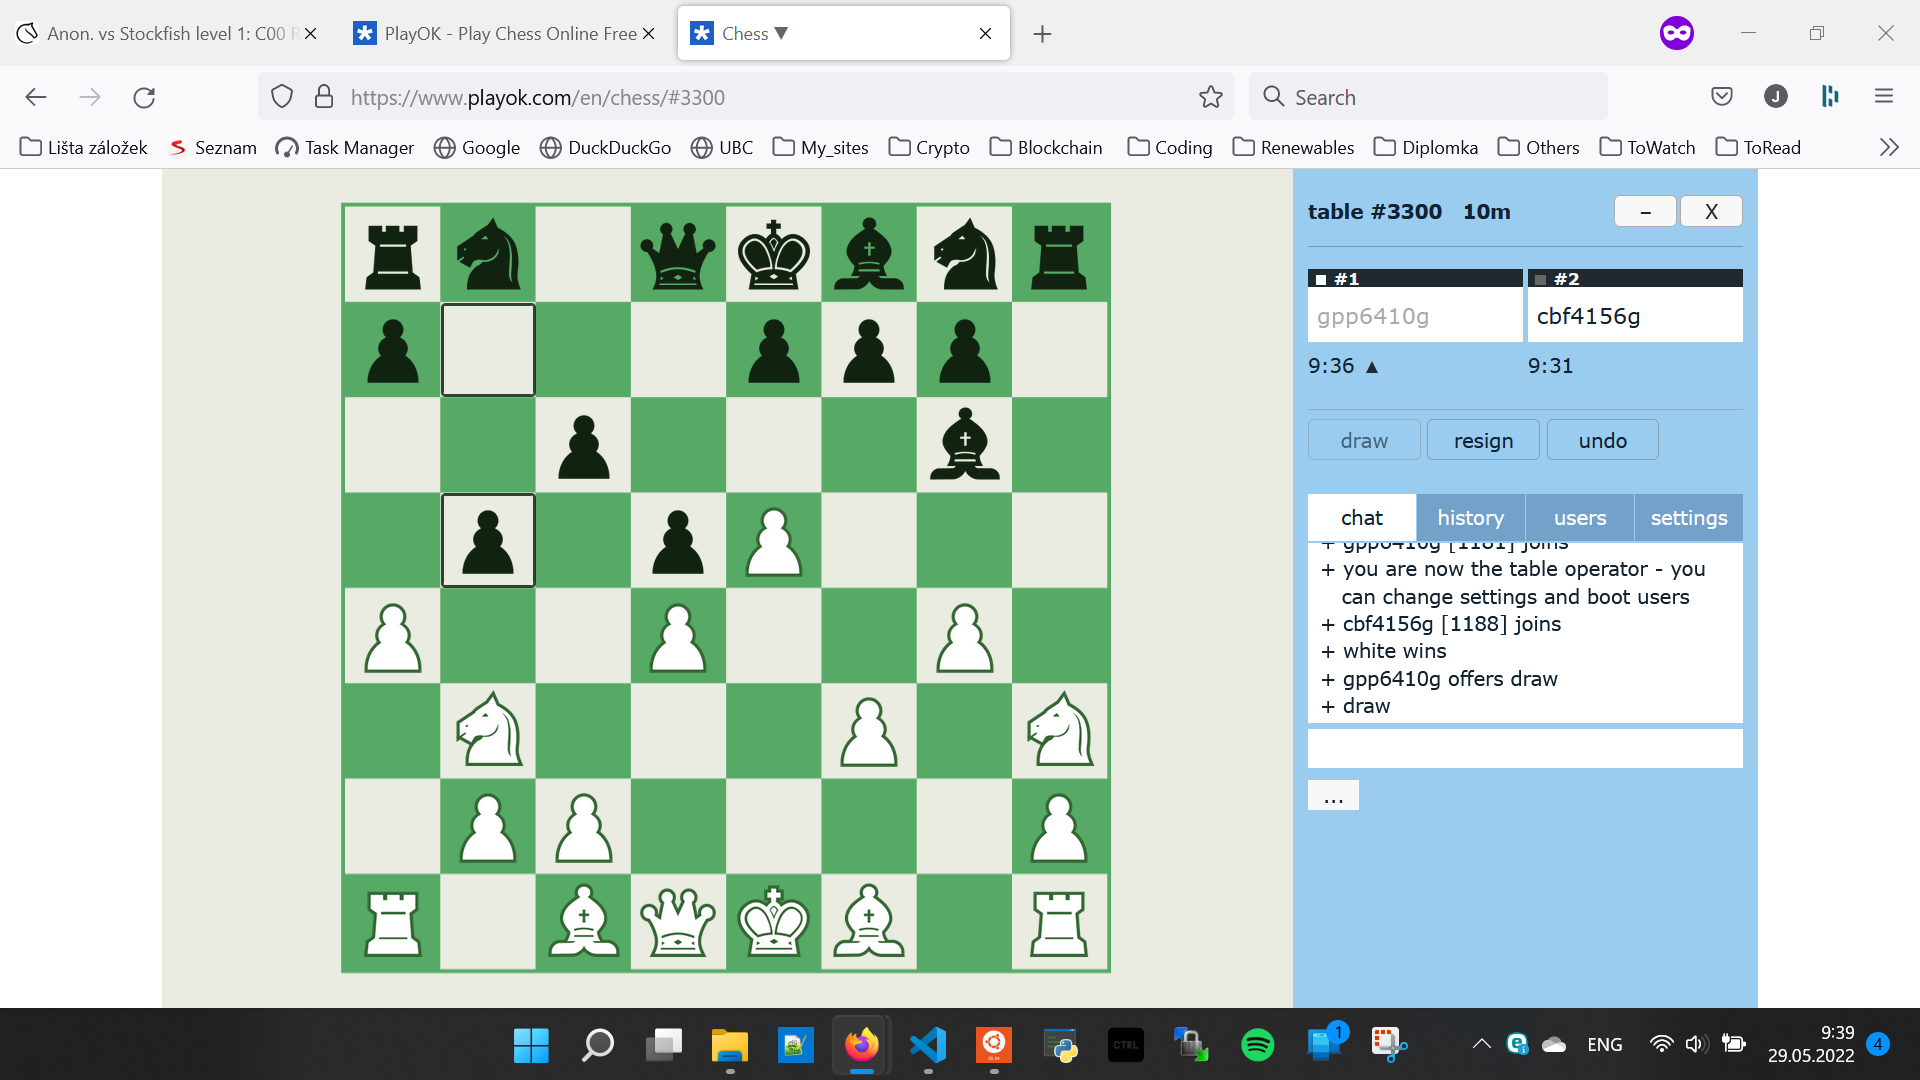 Anon. vs Stockfish level 1: C00 R
PlayOK - Play Chess Online Free
Chess ▼
https://www.playok.com/en/chess/#3300
Search
J
Lišta záložek
Seznam
Task Manager
Google
DuckDuckGo
UBC
My_sites
Crypto
Blockchain
Coding
Renewables
Diplomka
Others
ToWatch
ToRead
table #3300 10m
–
X
#1
#2
gpp6410g
cbf4156g
9:36 ▲
9:31
draw
resign
undo
chat
history
users
settings
+ gpp6410g [1181] joins
+ you are now the table operator - you
can change settings and boot users
+ cbf4156g [1188] joins
+ white wins
+ gpp6410g offers draw
+ draw
...
CTRL
1
ENG
9:39
29.05.2022
4